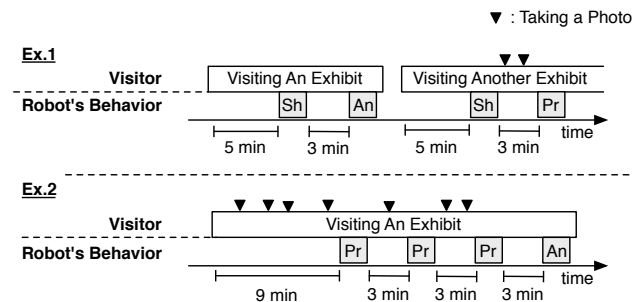 ▼ : Taking a Photo
Ex.1
Visitor
Visiting An Exhibit
Visiting Another Exhibit
Robot's Behavior
Sh
An
Sh
Pr
time
5 min
3 min
5 min
3 min
Ex.2
Visitor
Visiting An Exhibit
Robot's Behavior
Pr
Pr
Pr
An
time
9 min
3 min
3 min
3 min